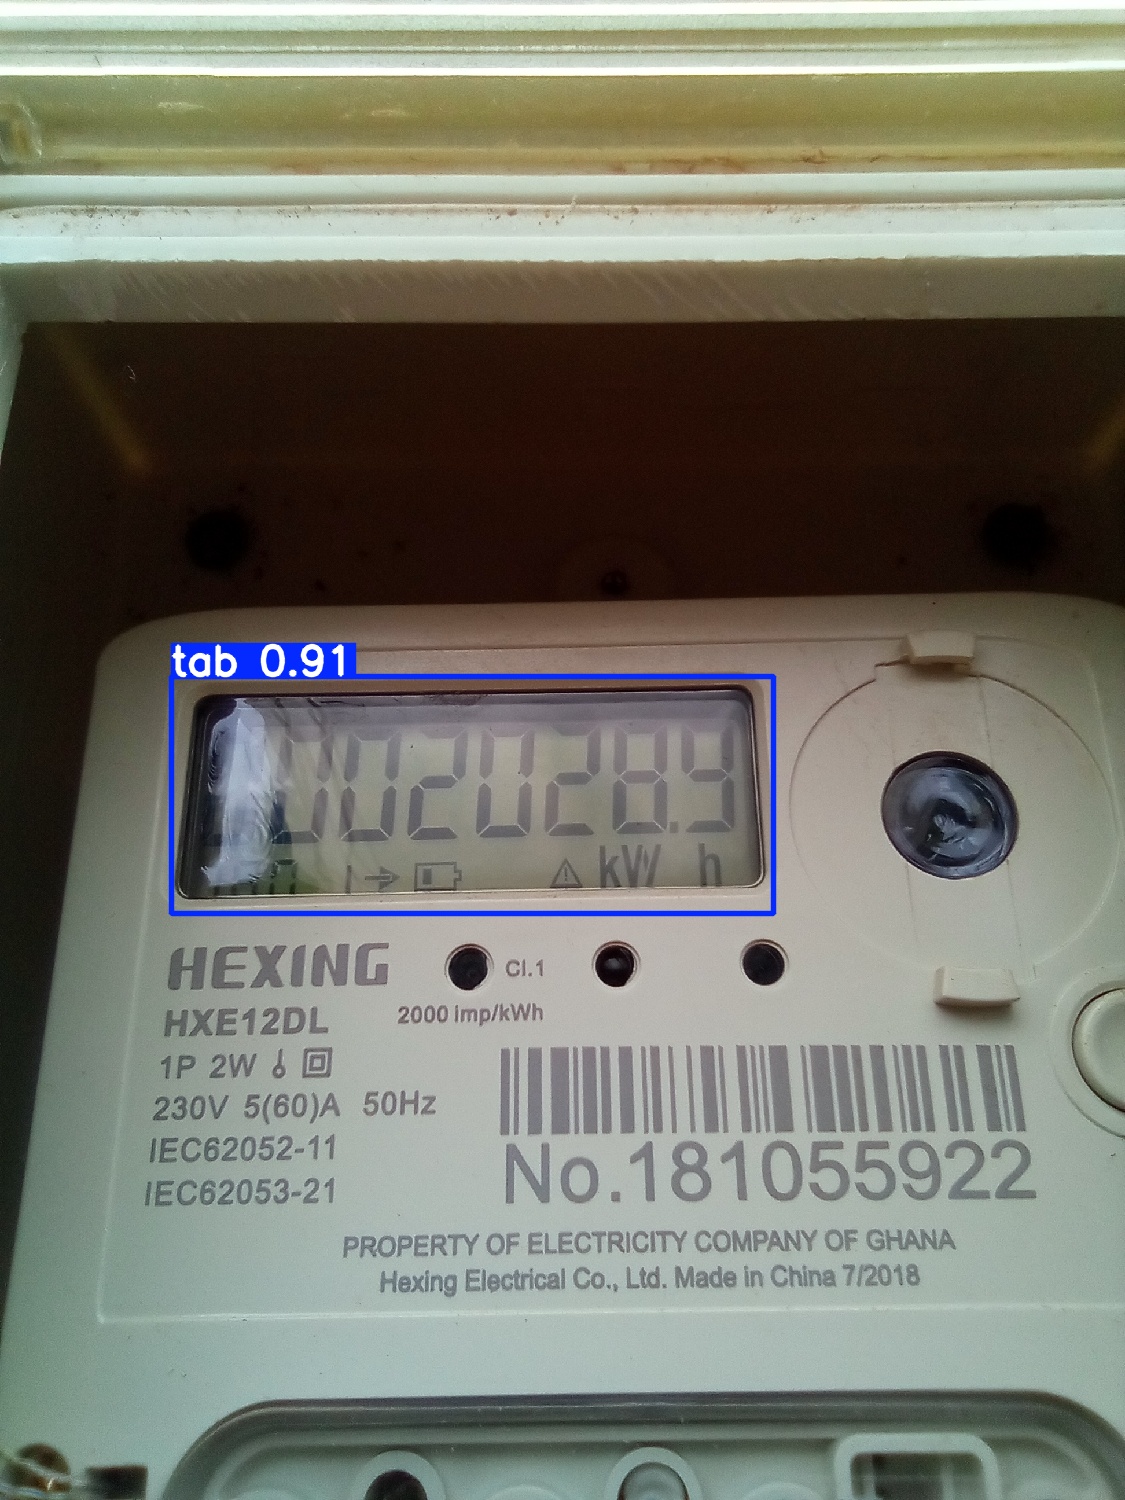 tab 0.91
002028.9
kW h
HEXING
Cl.1
HXE12DL
2000 imp/kWh
1P 2W
230V 5(60)A 50Hz
IEC62052-11
IEC62053-21
No.181055922
PROPERTY OF ELECTRICITY COMPANY OF GHANA
Hexing Electrical Co., Ltd. Made in China 7/2018